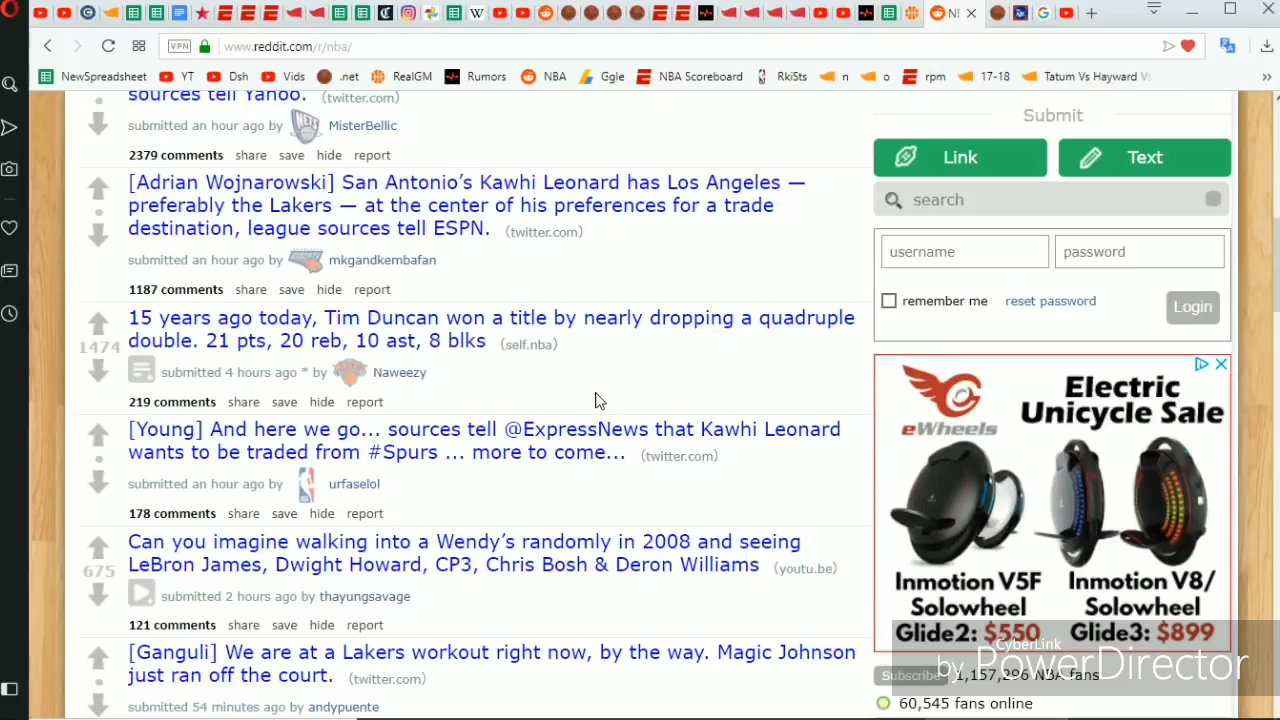 NE
www.reddit.com/r/nba/
VPN
NewSpreadsheet YT Dsh Vids .net RealGM Rumors NBA Ggle NBA Scoreboard RkiSts n o rpm 17-18 Tatum Vs Hayward Vs
sources tell Yahoo. (twitter.com)
submitted an hour ago by MisterBellic
2379 comments share save hide report
[Adrian Wojnarowski] San Antonio's Kawhi Leonard has Los Angeles —
preferably the Lakers — at the center of his preferences for a trade
destination, league sources tell ESPN. (twitter.com)
submitted an hour ago by mkgandkembafan
1187 comments share save hide report
15 years ago today, Tim Duncan won a title by nearly dropping a quadruple
double. 21 pts, 20 reb, 10 ast, 8 blks (self.nba)
1474
submitted 4 hours ago * by Naweezy
219 comments share save hide report
[Young] And here we go... sources tell @ExpressNews that Kawhi Leonard
wants to be traded from #Spurs ... more to come... (twitter.com)
submitted an hour ago by urfaselol
178 comments share save hide report
Can you imagine walking into a Wendy's randomly in 2008 and seeing
LeBron James, Dwight Howard, CP3, Chris Bosh & Deron Williams (youtu.be)
675
submitted 2 hours ago by thayungsavage
121 comments share save hide report
[Ganguli] We are at a Lakers workout right now, by the way. Magic Johnson
just ran off the court. (twitter.com)
submitted 54 minutes ago by andypuente
Submit
Link Text
search
username password
remember me reset password Login
eWheels
Electric
Unicycle Sale
Inmotion V5F Inmotion V8/
Solowheel Solowheel
Glide2: $550 Glide3: $899
CyberLink
by PowerDirector
Subscribe 1,157,296 NBA fans
60,545 fans online